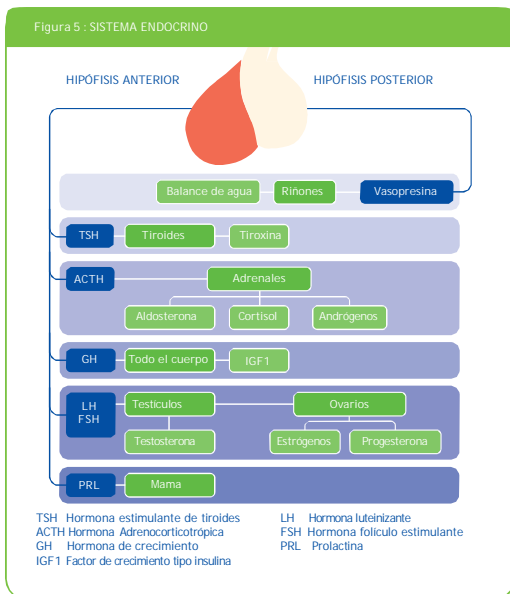 Figura 5 : SISTEMA ENDOCRINO
HIPÓFISIS ANTERIOR
HIPÓFISIS POSTERIOR
Balance de agua
Riñones
Vasopresina
TSH
Tiroides
Tiroxina
ACTH
Adrenales
Aldosterona
Cortisol
Andrógenos
GH
Todo el cuerpo
IGF1
LH
FSH
Testículos
Ovarios
Testosterona
Estrógenos
Progesterona
PRL
Mama
TSH Hormona estimulante de tiroides
ACTH Hormona Adrenocorticotrópica
GH Hormona de crecimiento
IGF1 Factor de crecimiento tipo insulina
LH Hormona luteinizante
FSH Hormona folículo estimulante
PRL Prolactina